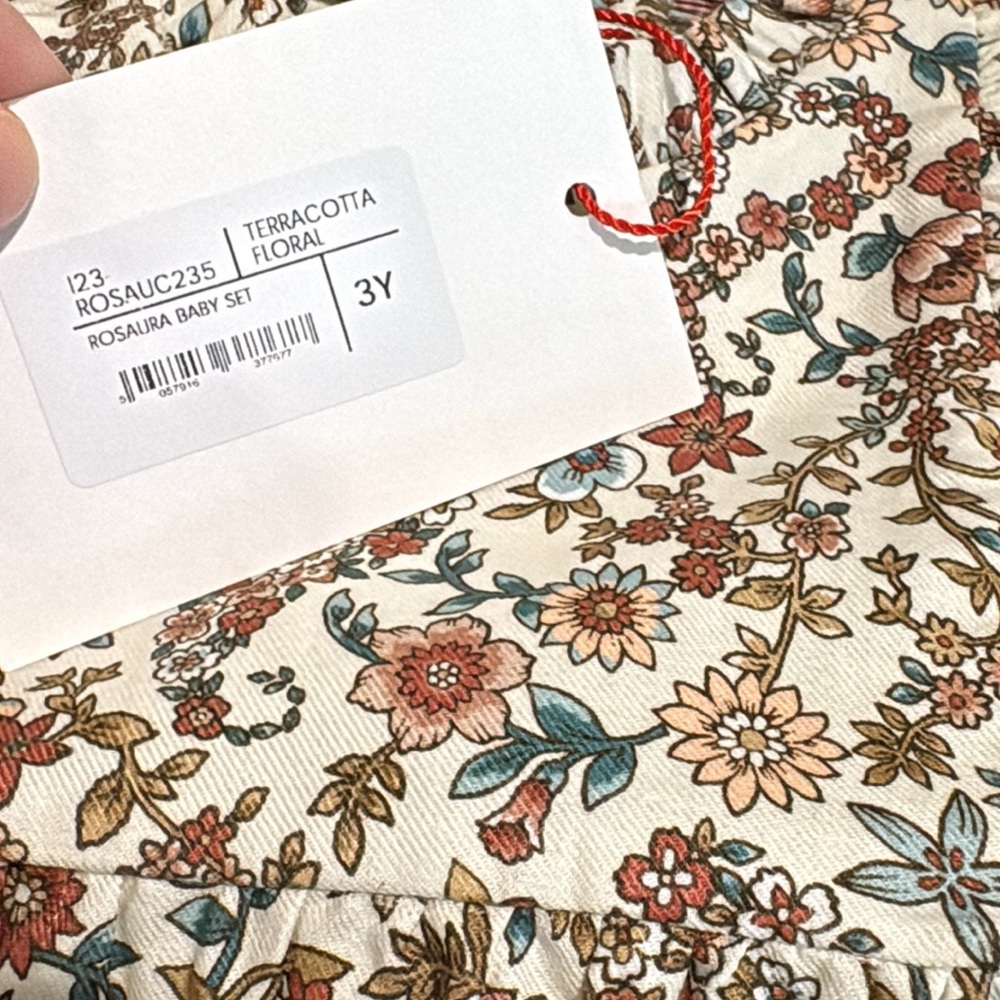 I23-
ROSAUC235
TERRACOTTA
FLORAL
ROSAURA BABY SET
3Y
5 057916 377577